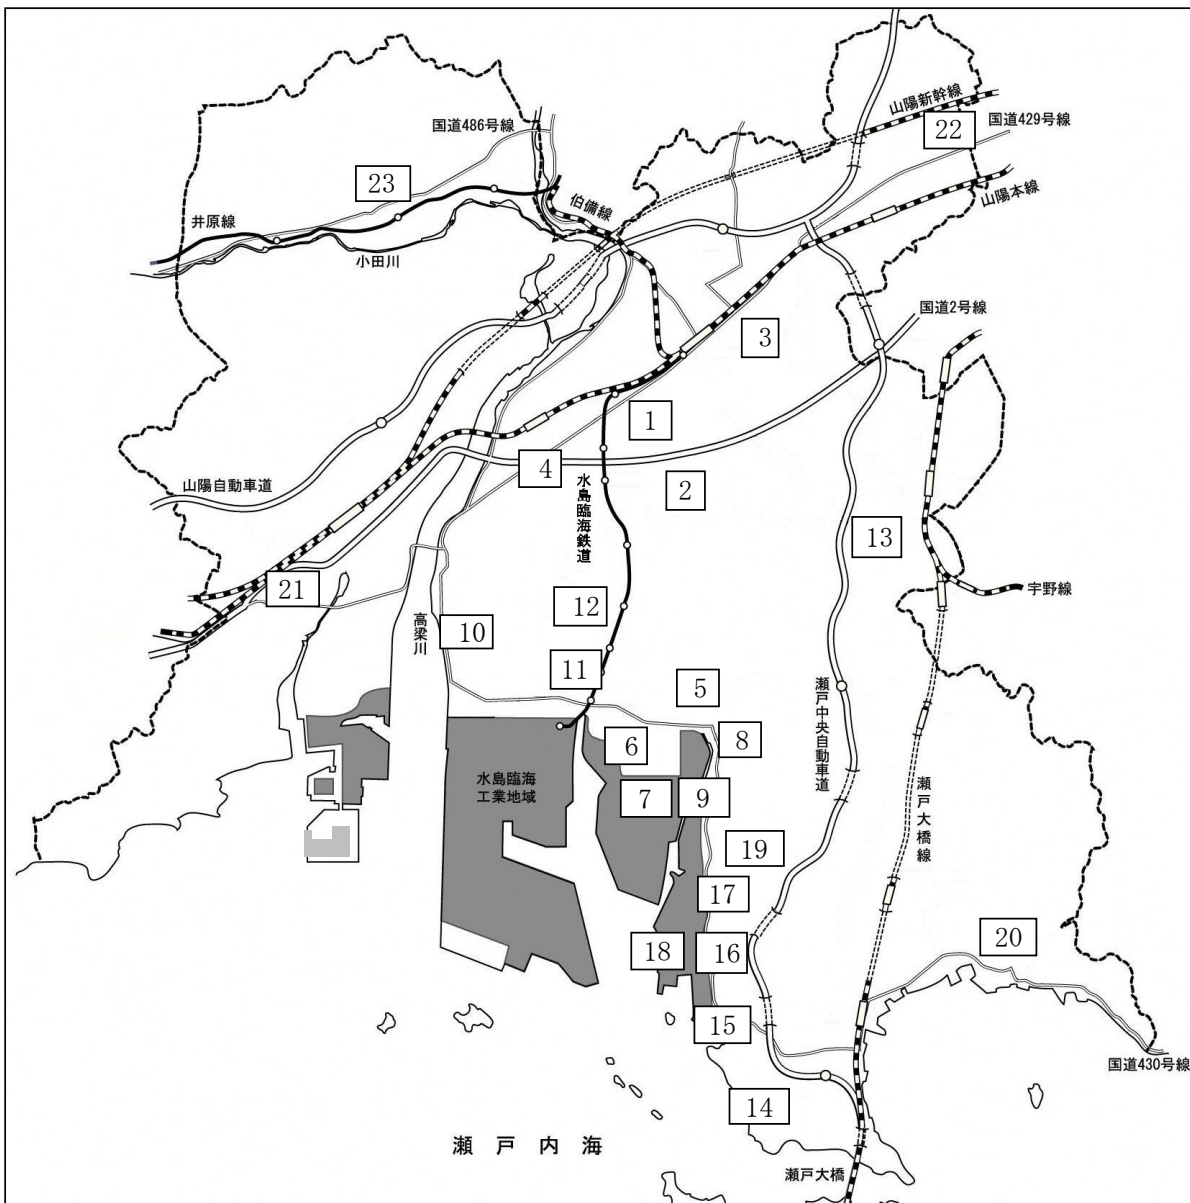 山陽新幹線
国道486号線
22
国道429号線
23
伯備線
山陽本線
井原線
小田川
国道2号線
3
1
4
山陽自動車道
水島臨海鉄道
2
13
21
宇野線
12
高梁川
10
11
5
瀬戸中央自動車道
6
8
水島臨海
工業地域
7
9
瀬戸大橋線
19
17
20
18
16
15
国道430号線
14
瀬戸内海
瀬戸大橋